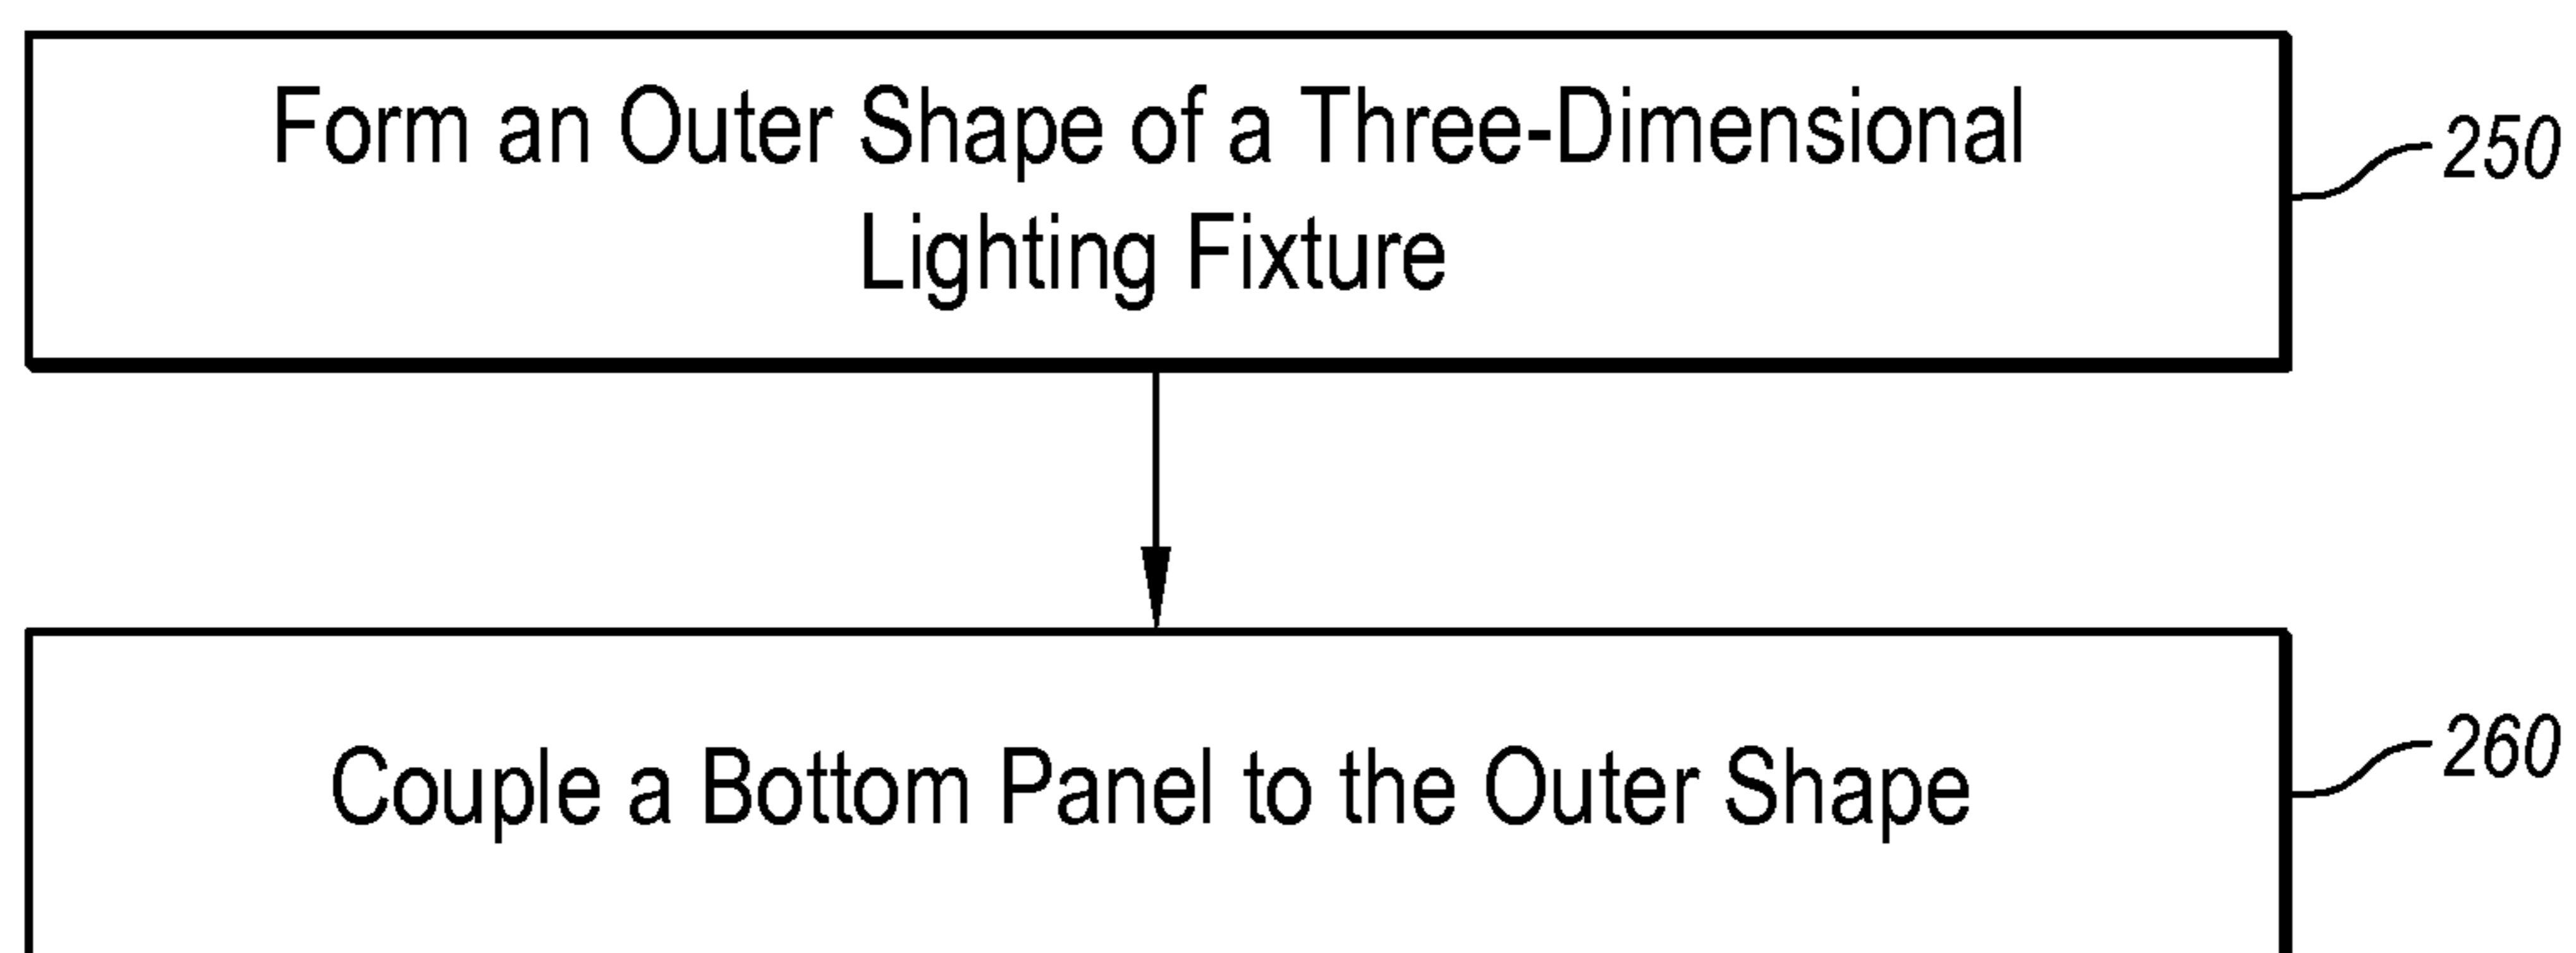 Form an Outer Shape of a Three-Dimensional
Lighting Fixture
250
Couple a Bottom Panel to the Outer Shape
260